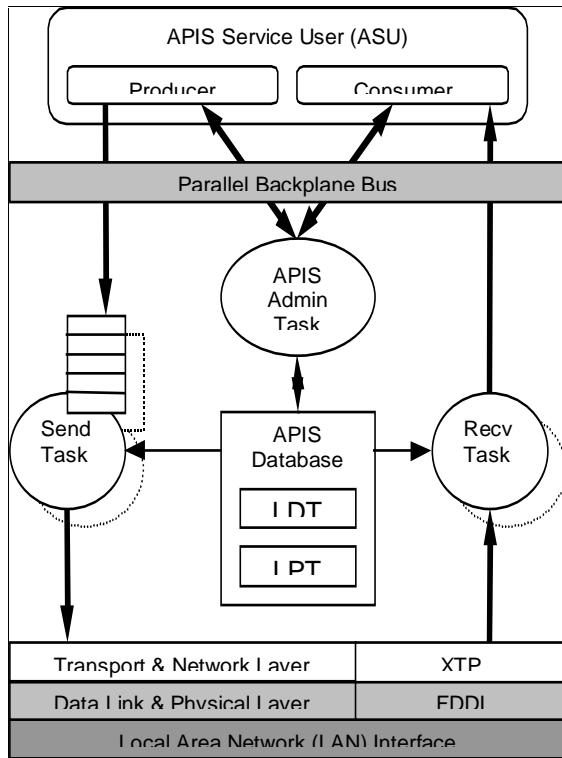 APIS Service User (ASU)
Producer
Consumer
Parallel Backplane Bus
APIS
Admin
Task
Send
Task
APIS
Database
LDT
LPT
Recv
Task
Transport & Network Layer
XTP
Data Link & Physical Layer
FDDI
Local Area Network (LAN) Interface